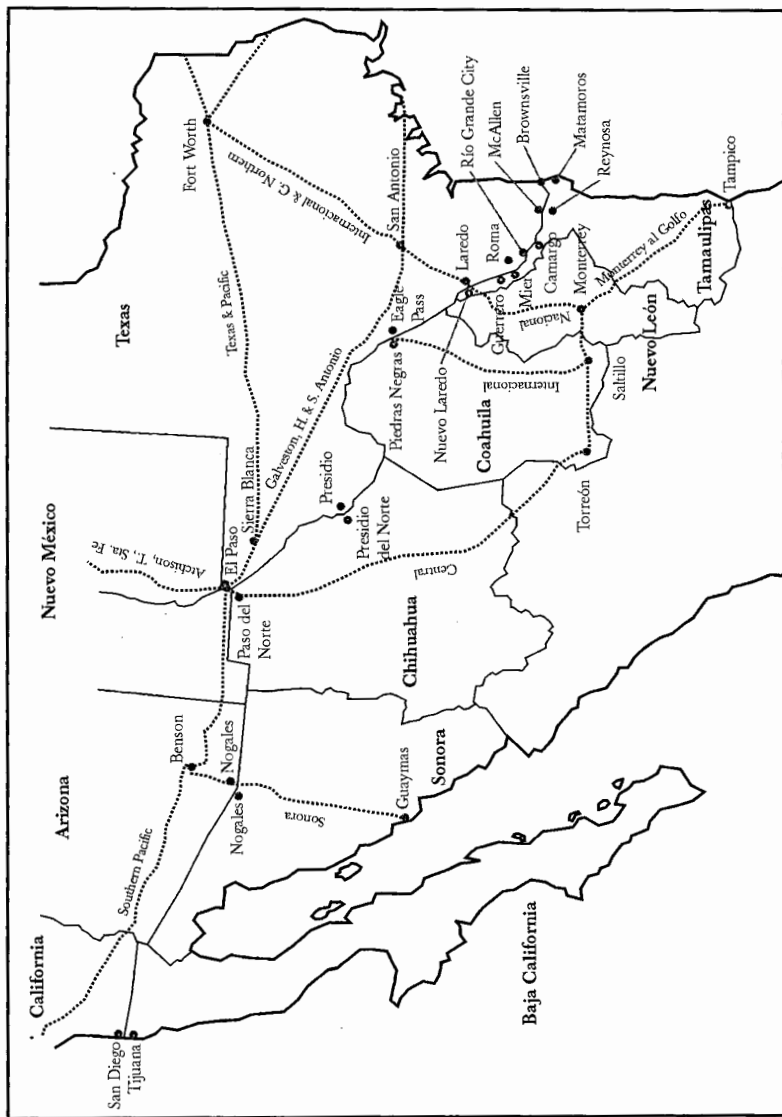 California
Arizona
Nuevo México
Texas
Southern Pacific
Atchison, T., Sta. Fe
San Diego
Tijuana
Benson
Nogales
Nogales
El Paso
Paso del
Norte
Sierra Blanca
Texas & Pacific
Fort Worth
Internacional & G. Northern
Galveston, H. & S. Antonio
San Antonio
Presidio
Presidio
del Norte
Eagle
Pass
Piedras Negras
Laredo
Nuevo Laredo
Roma
Río Grande City
McAllen
Brownsville
Matamoros
Reynosa
Camargo
Mier
Guerrero
Sonora
Guaymas
Sonora
Central
Chihuahua
Coahuila
Internacional
Nacional
Monterrey
Monterrey al Golfo
Torreón
Saltillo
Nuevo León
Tamaulipas
Tampico
Baja California